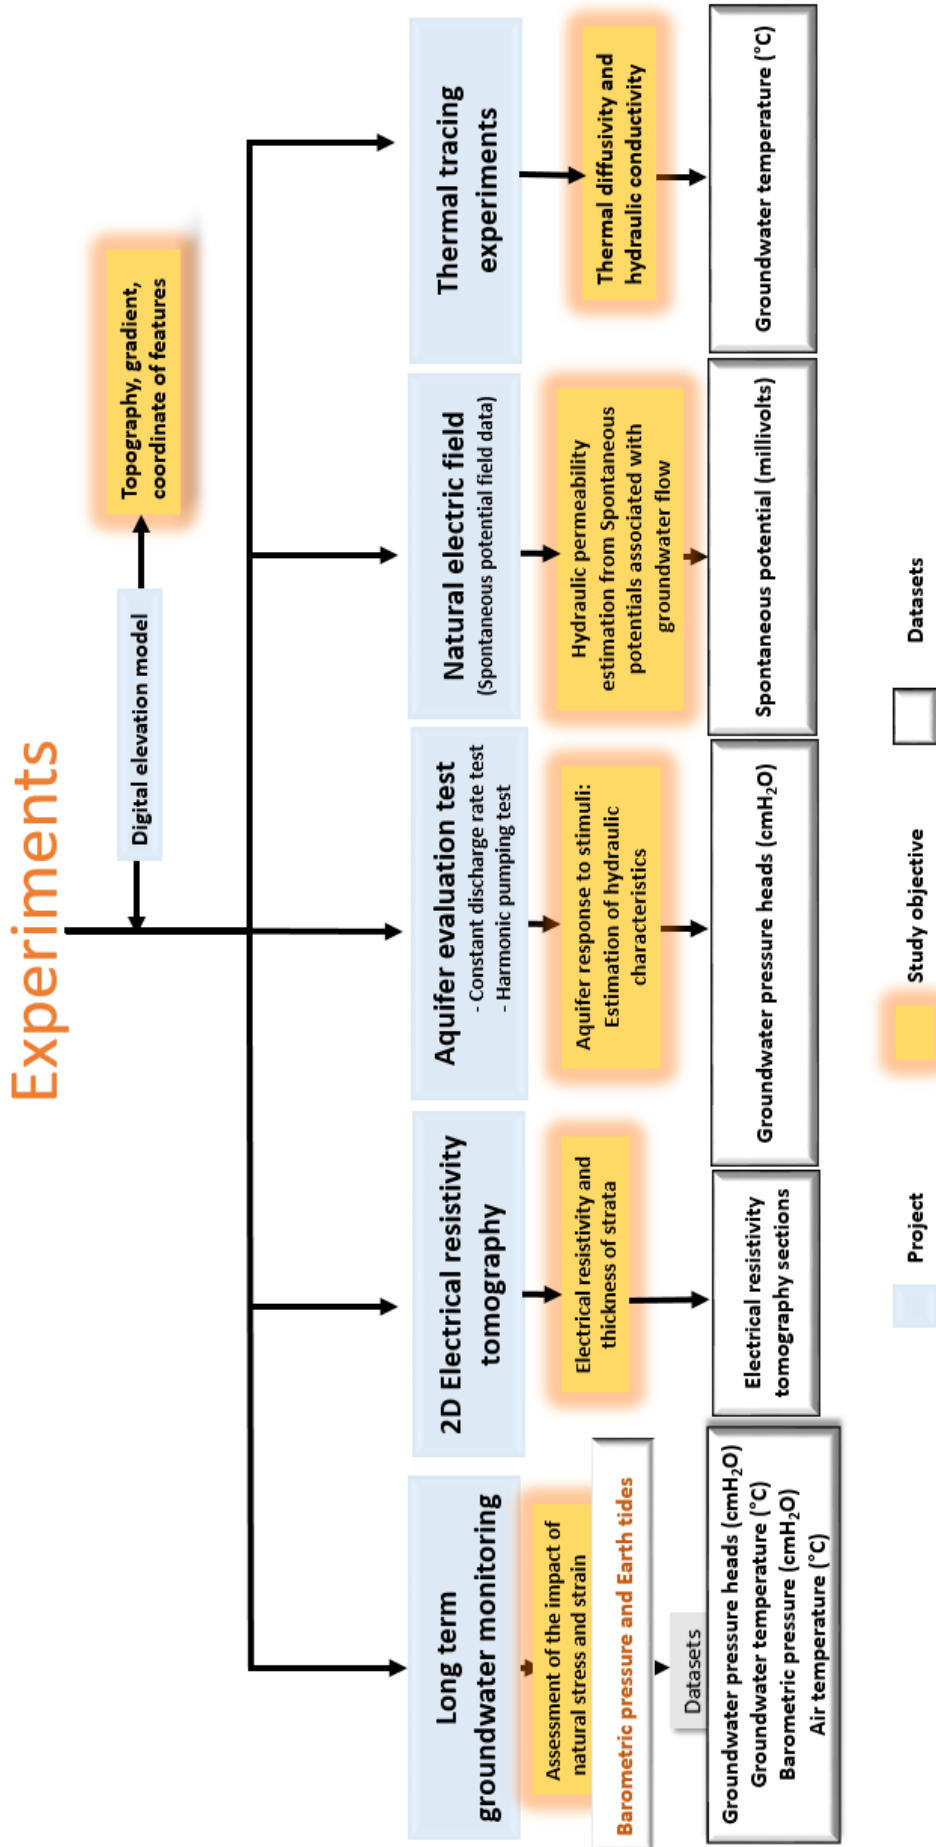 Experiments
Digital elevation model
Topography, gradient,
coordinate of features
Long term
groundwater monitoring
2D Electrical resistivity
tomography
Aquifer evaluation test
- Constant discharge rate test
- Harmonic pumping test
Natural electric field
(Spontaneous potential field data)
Thermal tracing
experiments
Assessment of the impact of
natural stress and strain
Barometric pressure and Earth tides
Electrical resistivity and
thickness of strata
Aquifer response to stimuli:
Estimation of hydraulic
characteristics
Hydraulic permeability
estimation from Spontaneous
potentials associated with
groundwater flow
Thermal diffusivity and
hydraulic conductivity
Datasets
Groundwater pressure heads (cmH₂O)
Groundwater temperature (°C)
Barometric pressure (cmH₂O)
Air temperature (°C)
Electrical resistivity
tomography sections
Groundwater pressure heads (cmH₂O)
Spontaneous potential (millivolts)
Groundwater temperature (°C)
Project
Study objective
Datasets